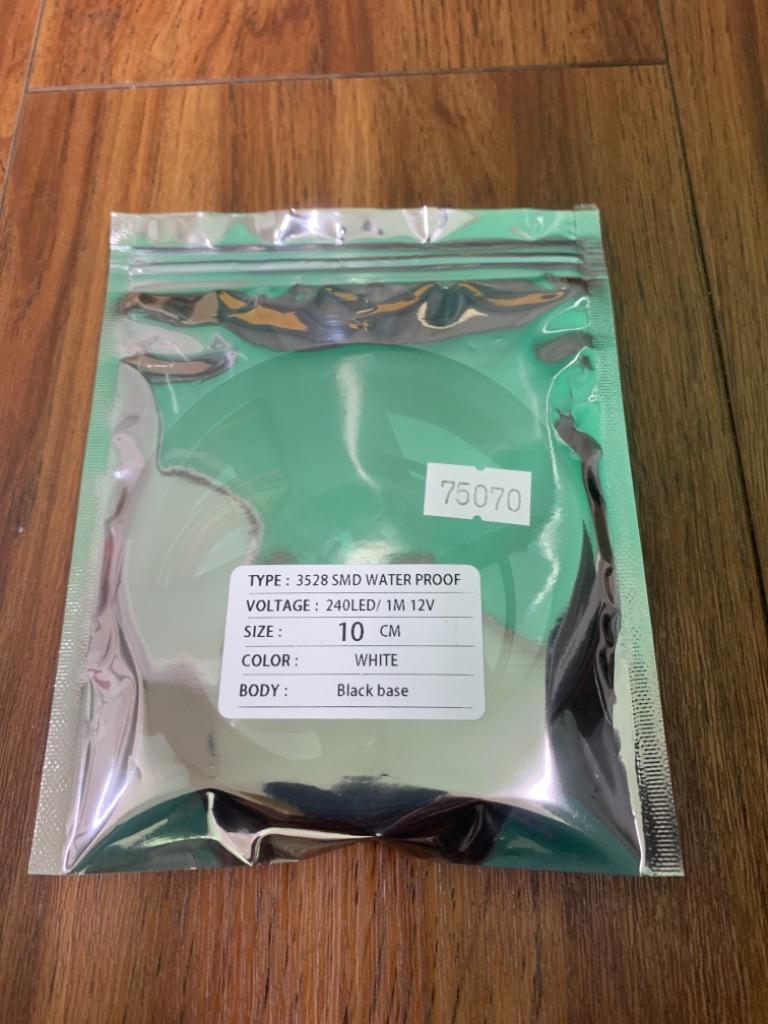 75070
TYPE : 3528 SMD WATER PROOF
VOLTAGE : 240LED/ 1M 12V
SIZE : 10 CM
COLOR : WHITE
BODY : Black base